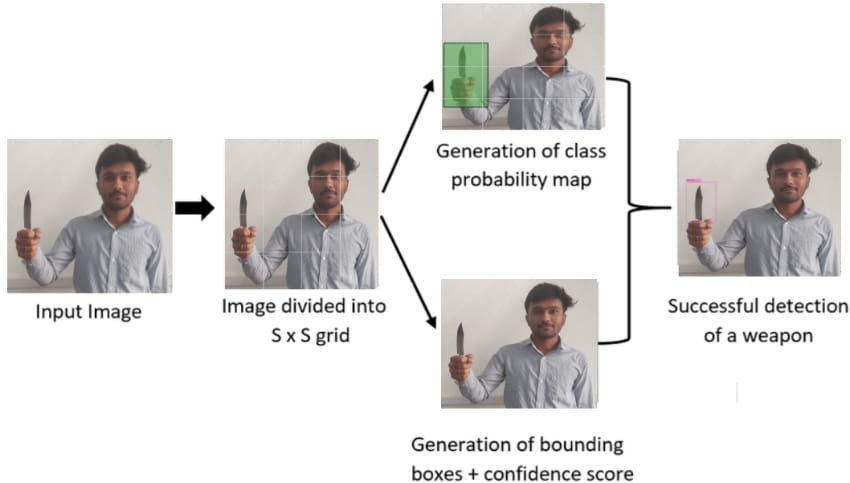 Input Image
Image divided into
S x S grid
Generation of class
probability map
Generation of bounding
boxes + confidence score
Successful detection
of a weapon